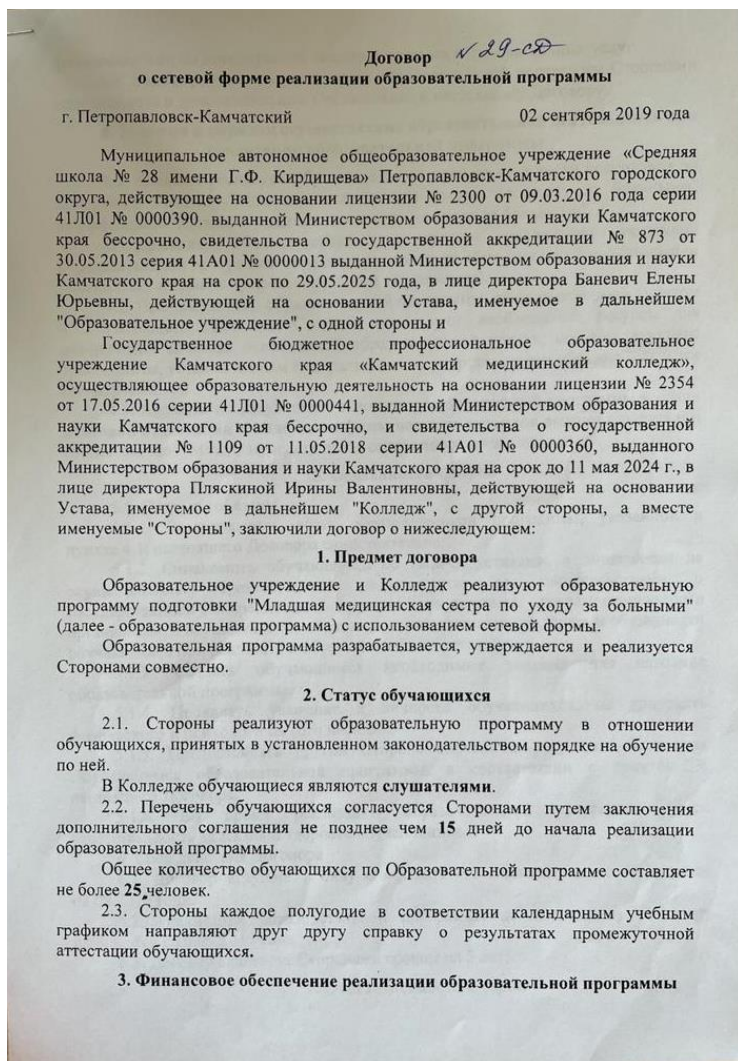 Договор № 29-сД
о сетевой форме реализации образовательной программы
г. Петропавловск-Камчатский 02 сентября 2019 года
Муниципальное автономное общеобразовательное учреждение «Средняя
школа № 28 имени Г.Ф. Кирдищева» Петропавловск-Камчатского городского
округа, действующее на основании лицензии № 2300 от 09.03.2016 года серии
41Л01 № 0000390. выданной Министерством образования и науки Камчатского
края бессрочно, свидетельства о государственной аккредитации № 873 от
30.05.2013 серия 41А01 № 0000013 выданной Министерством образования и науки
Камчатского края на срок по 29.05.2025 года, в лице директора Баневич Елены
Юрьевны, действующей на основании Устава, именуемое в дальнейшем
"Образовательное учреждение", с одной стороны и
Государственное бюджетное профессиональное образовательное
учреждение Камчатского края «Камчатский медицинский колледж»,
осуществляющее образовательную деятельность на основании лицензии № 2354
от 17.05.2016 серии 41Л01 № 0000441, выданной Министерством образования и
науки Камчатского края бессрочно, и свидетельства о государственной
аккредитации № 1109 от 11.05.2018 серии 41А01 № 0000360, выданного
Министерством образования и науки Камчатского края на срок до 11 мая 2024 г., в
лице директора Пляскиной Ирины Валентиновны, действующей на основании
Устава, именуемое в дальнейшем "Колледж", с другой стороны, а вместе
именуемые "Стороны", заключили договор о нижеследующем:
1. Предмет договора
Образовательное учреждение и Колледж реализуют образовательную
программу подготовки "Младшая медицинская сестра по уходу за больными"
(далее - образовательная программа) с использованием сетевой формы.
Образовательная программа разрабатывается, утверждается и реализуется
Сторонами совместно.
2. Статус обучающихся
2.1. Стороны реализуют образовательную программу в отношении
обучающихся, принятых в установленном законодательством порядке на обучение
по ней.
В Колледже обучающиеся являются слушателями.
2.2. Перечень обучающихся согласуется Сторонами путем заключения
дополнительного соглашения не позднее чем 15 дней до начала реализации
образовательной программы.
Общее количество обучающихся по Образовательной программе составляет
не более 25 человек.
2.3. Стороны каждое полугодие в соответствии календарным учебным
графиком направляют друг другу справку о результатах промежуточной
аттестации обучающихся.
3. Финансовое обеспечение реализации образовательной программы